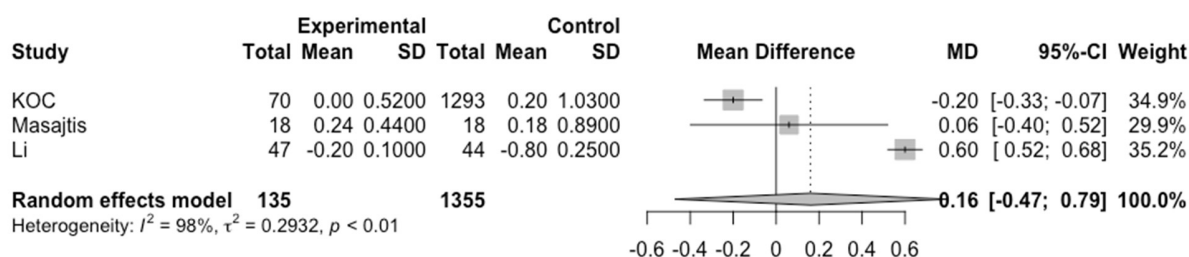 Experimental Control
Study Total Mean SD Total Mean SD Mean Difference MD 95%-CI Weight
KOC 70 0.00 0.5200 1293 0.20 1.0300 -0.20 [-0.33; -0.07] 34.9%
Masajtis 18 0.24 0.4400 18 0.18 0.8900 0.06 [-0.40; 0.52] 29.9%
Li 47 -0.20 0.1000 44 -0.80 0.2500 0.60 [ 0.52; 0.68] 35.2%
Random effects model 135 1355 0.16 [-0.47; 0.79] 100.0%
Heterogeneity: I² = 98%, τ² = 0.2932, p < 0.01
-0.6 -0.4 -0.2 0 0.2 0.4 0.6